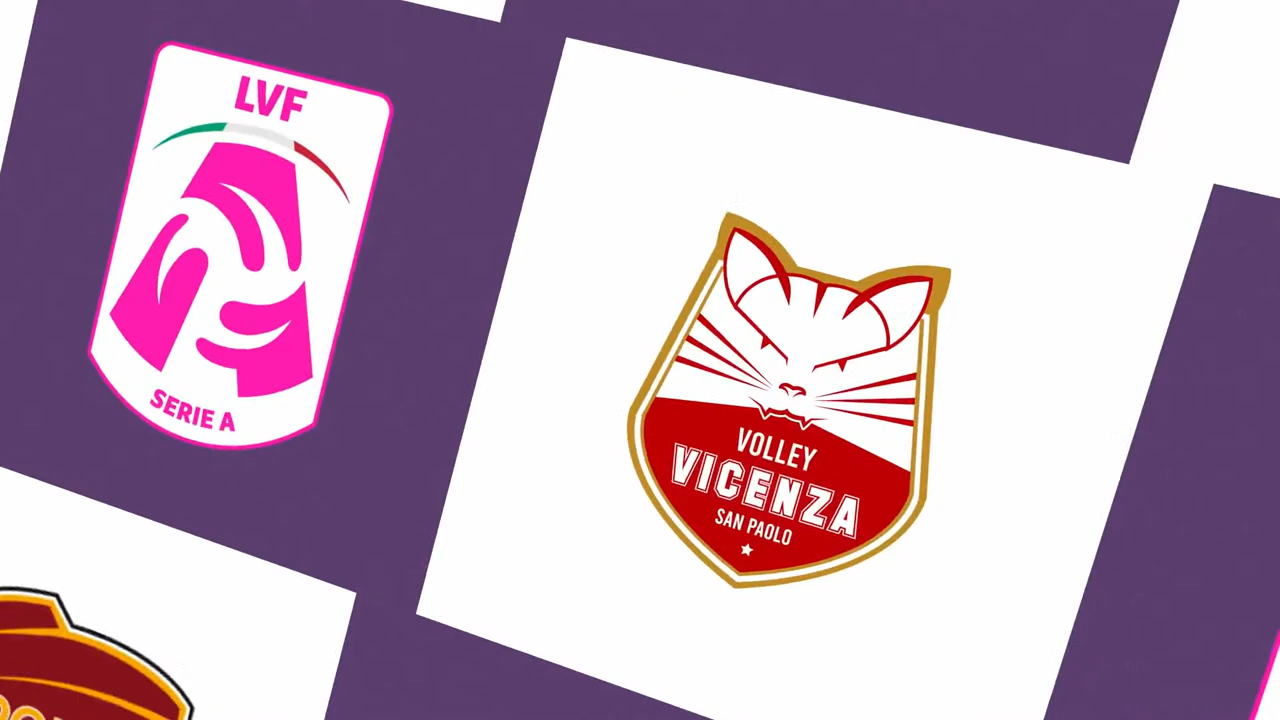 LVF
SERIE A
VOLLEY
VICENZA
SAN PAOLO